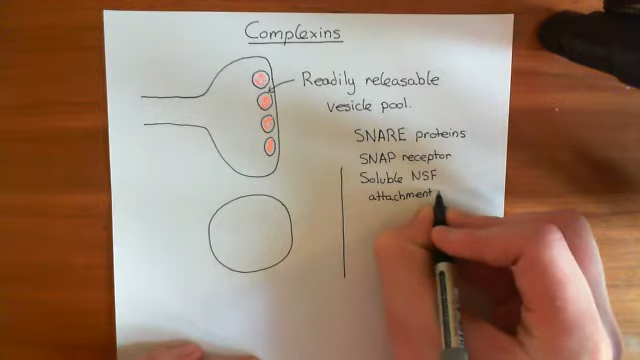 Complexins
Readily releasable
vesicle pool.
SNARE proteins
SNAP receptor
Soluble NSF
attachment